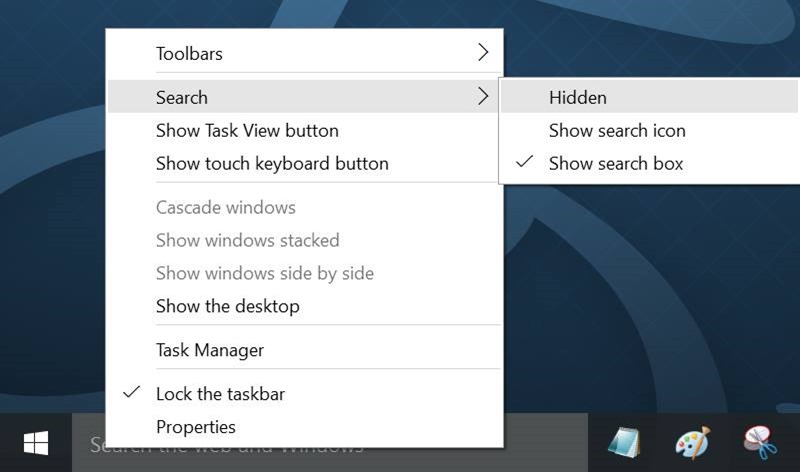 Toolbars
Search
Show Task View button
Show touch keyboard button
Cascade windows
Show windows stacked
Show windows side by side
Show the desktop
Task Manager
Lock the taskbar
Properties
Hidden
Show search icon
Show search box
Search the web and Windows